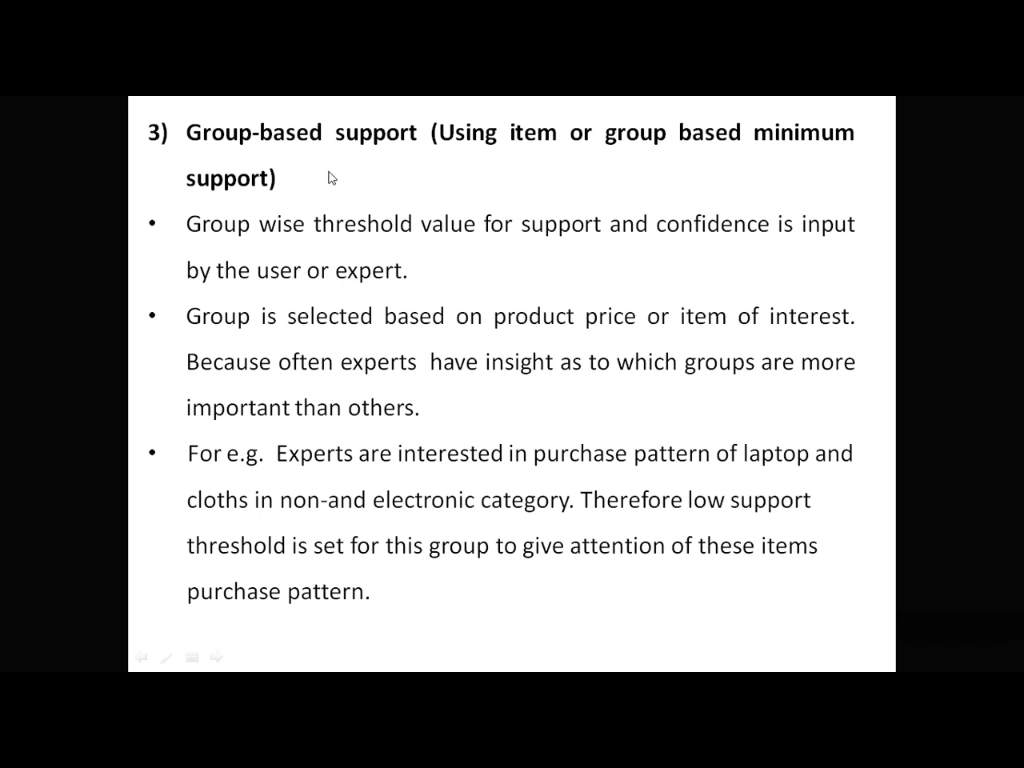 3) Group-based support (Using item or group based minimum
support)
• Group wise threshold value for support and confidence is input
by the user or expert.
• Group is selected based on product price or item of interest.
Because often experts have insight as to which groups are more
important than others.
• For e.g. Experts are interested in purchase pattern of laptop and
cloths in non-and electronic category. Therefore low support
threshold is set for this group to give attention of these items
purchase pattern.